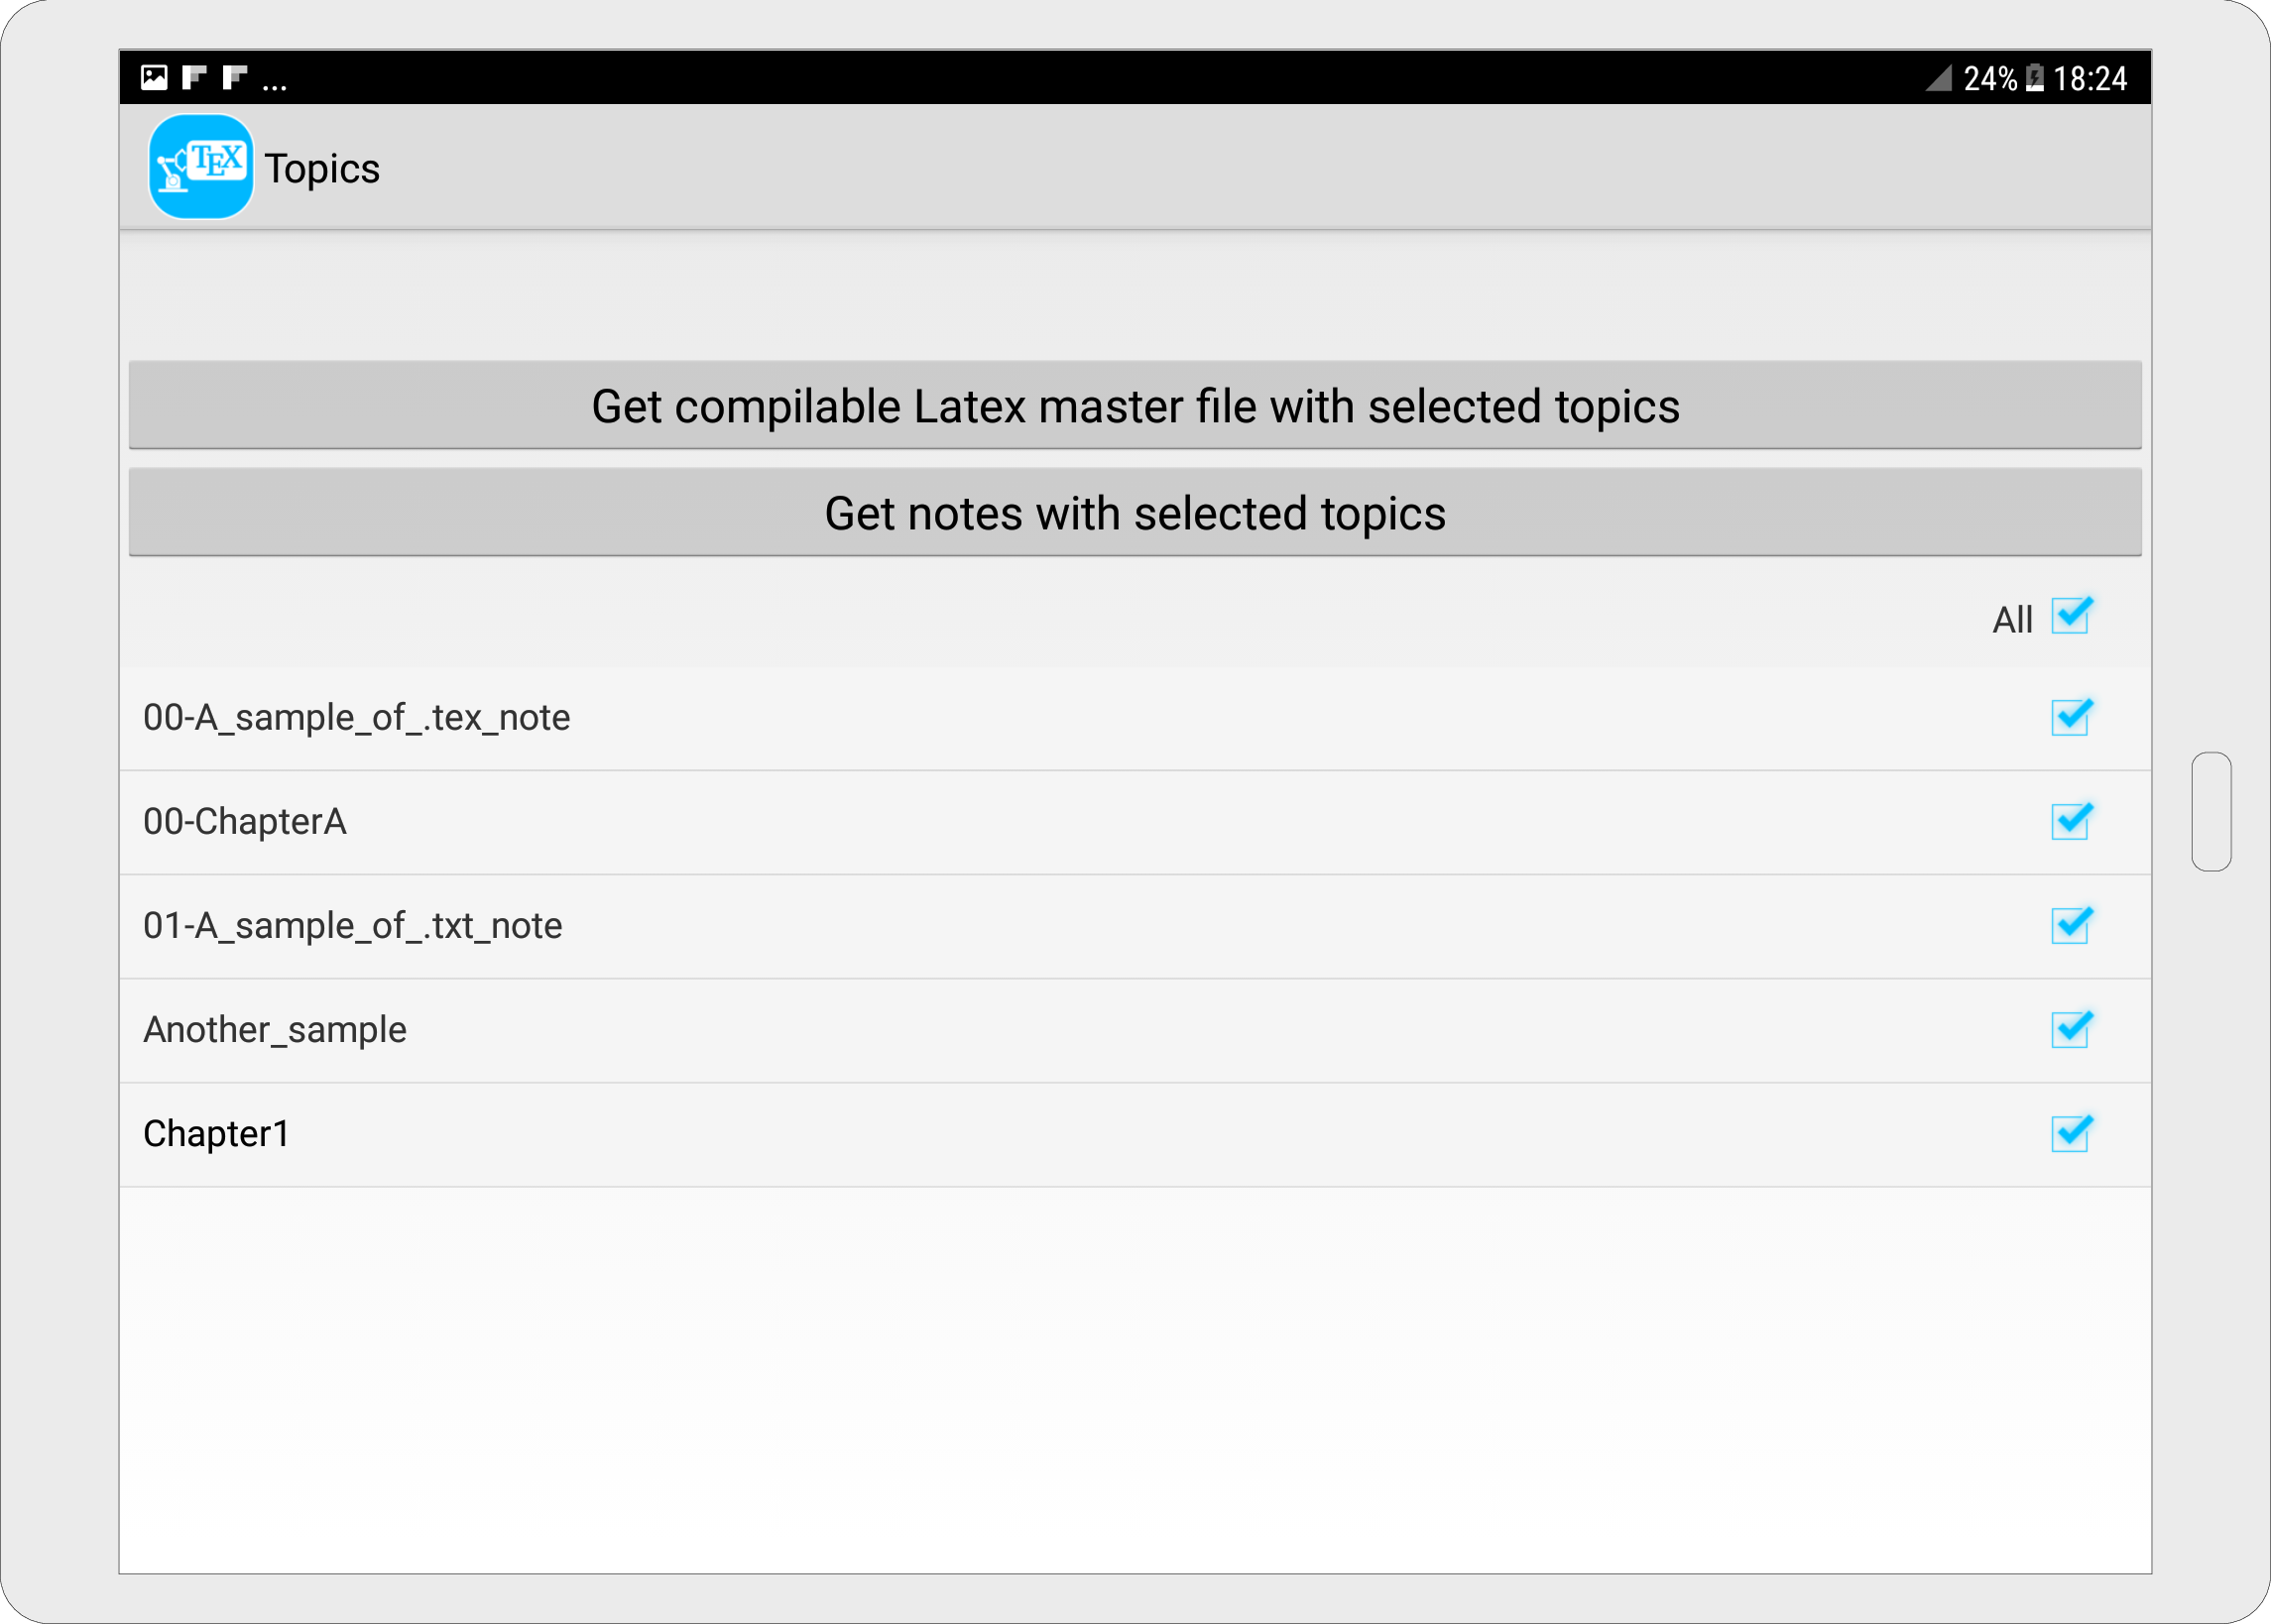 ... 24% 18:24
TEX Topics
Get compilable Latex master file with selected topics
Get notes with selected topics
All
00-A_sample_of_.tex_note
00-ChapterA
01-A_sample_of_.txt_note
Another_sample
Chapter1